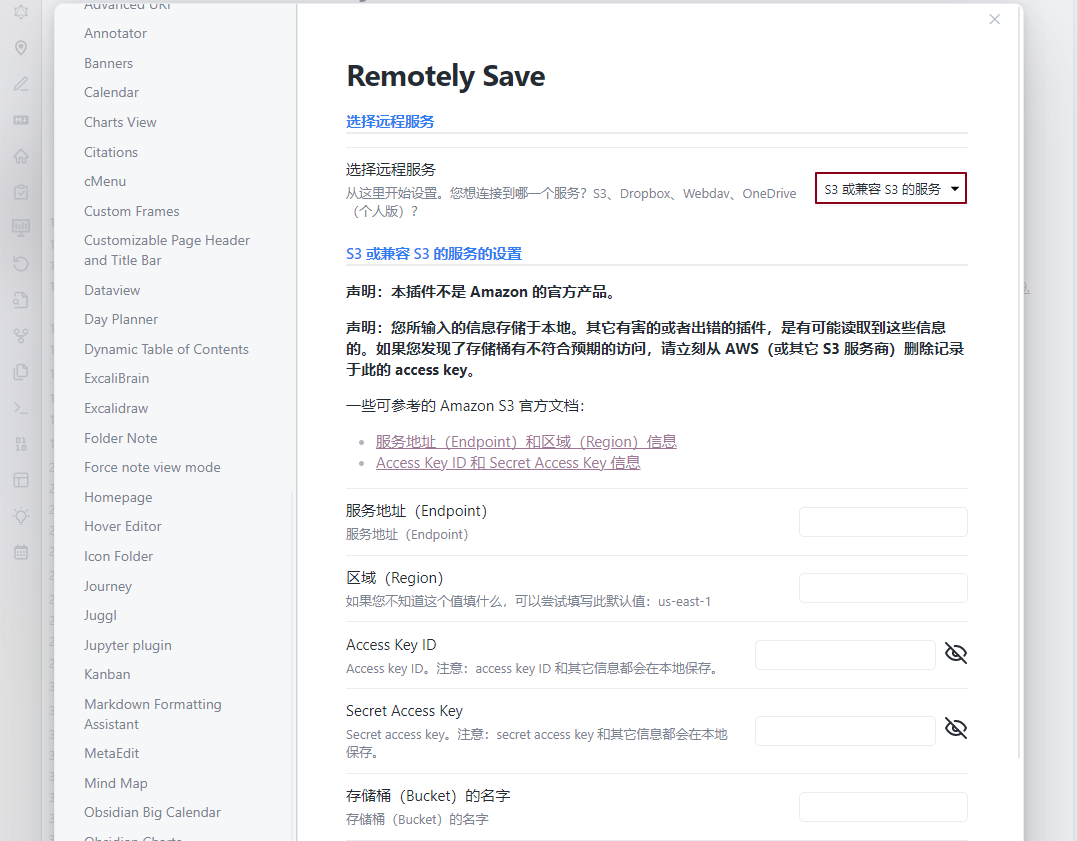 Advanced URI
Annotator
Banners
Calendar
Charts View
Citations
cMenu
Custom Frames
Customizable Page Header
and Title Bar
Dataview
Day Planner
Dynamic Table of Contents
ExcaliBrain
Excalidraw
Folder Note
Force note view mode
Homepage
Hover Editor
Icon Folder
Journey
Juggl
Jupyter plugin
Kanban
Markdown Formatting
Assistant
MetaEdit
Mind Map
Obsidian Big Calendar
Obsidian Charts
Remotely Save
选择远程服务
选择远程服务
从这里开始设置。您想连接到哪一个服务？S3、Dropbox、Webdav、OneDrive
（个人版）？
S3 或兼容 S3 的服务
S3 或兼容 S3 的服务的设置
声明：本插件不是 Amazon 的官方产品。
声明：您所输入的信息存储于本地。其它有害的或者出错的插件，是有可能读取到这些信息
的。如果您发现了存储桶有不符合预期的访问，请立刻从 AWS（或其它 S3 服务商）删除记录
于此的 access key。
一些可参考的 Amazon S3 官方文档：
服务地址（Endpoint）和区域（Region）信息
Access Key ID 和 Secret Access Key 信息
服务地址（Endpoint）
服务地址（Endpoint）
区域（Region）
如果您不知道这个值填什么，可以尝试填写此默认值：us-east-1
Access Key ID
Access key ID。注意：access key ID 和其它信息都会在本地保存。
Secret Access Key
Secret access key。注意：secret access key 和其它信息都会在本地
保存。
存储桶（Bucket）的名字
存储桶（Bucket）的名字